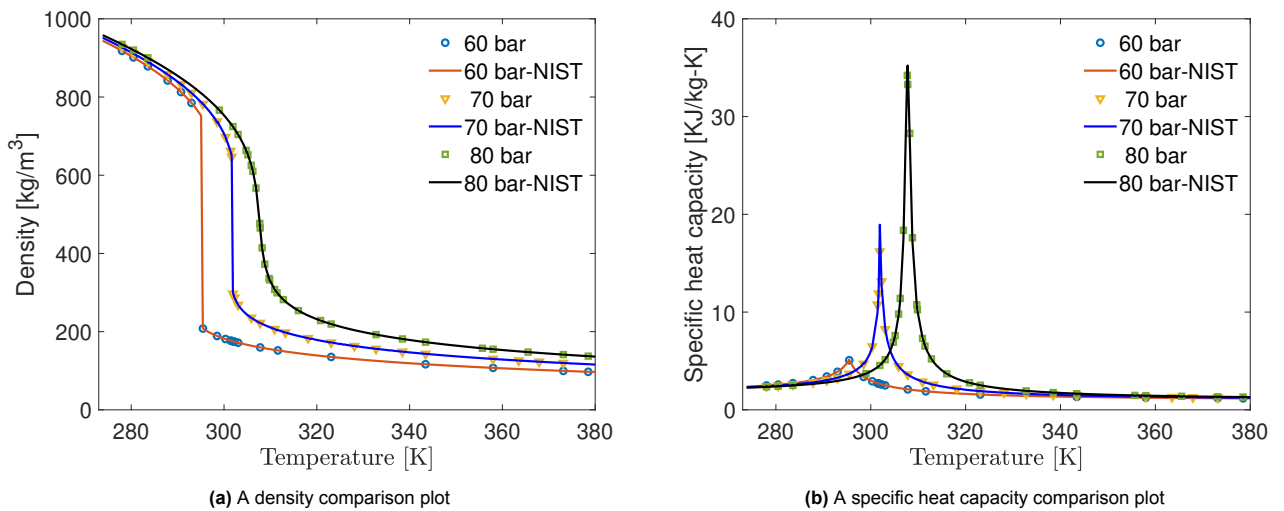 1000
800
600
400
200
0
Density [kg/m³]
280
300
320
340
360
380
Temperature [K]
60 bar
60 bar-NIST
70 bar
70 bar-NIST
80 bar
80 bar-NIST
(a) A density comparison plot
40
30
20
10
0
Specific heat capacity [KJ/kg-K]
280
300
320
340
360
380
Temperature [K]
60 bar
60 bar-NIST
70 bar
70 bar-NIST
80 bar
80 bar-NIST
(b) A specific heat capacity comparison plot